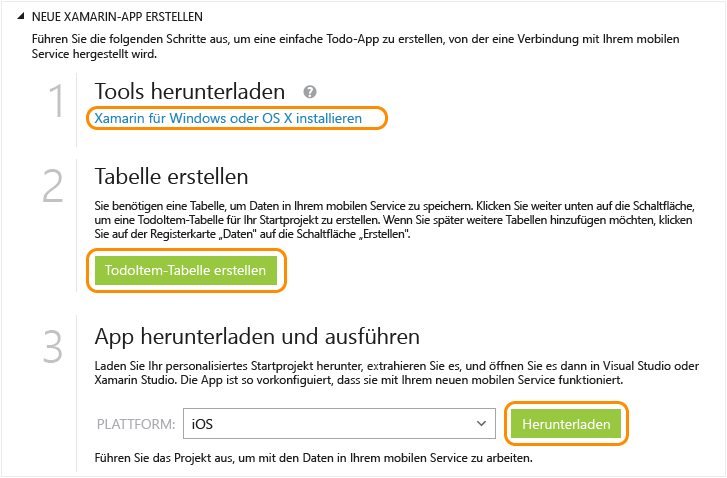 NEUE XAMARIN-APP ERSTELLEN
Führen Sie die folgenden Schritte aus, um eine einfache Todo-App zu erstellen, von der eine Verbindung mit Ihrem mobilen
Service hergestellt wird.
1
Tools herunterladen ?
Xamarin für Windows oder OS X installieren
2
Tabelle erstellen
Sie benötigen eine Tabelle, um Daten in Ihrem mobilen Service zu speichern. Klicken Sie weiter unten auf die Schaltfläche,
um eine TodoItem-Tabelle für Ihr Startprojekt zu erstellen. Wenn Sie später weitere Tabellen hinzufügen möchten, klicken
Sie auf der Registerkarte „Daten" auf die Schaltfläche „Erstellen".
TodoItem-Tabelle erstellen
3
App herunterladen und ausführen
Laden Sie Ihr personalisiertes Startprojekt herunter, extrahieren Sie es, und öffnen Sie es dann in Visual Studio oder
Xamarin Studio. Die App ist so vorkonfiguriert, dass sie mit Ihrem neuen mobilen Service funktioniert.
PLATTFORM: iOS Herunterladen
Führen Sie das Projekt aus, um mit den Daten in Ihrem mobilen Service zu arbeiten.